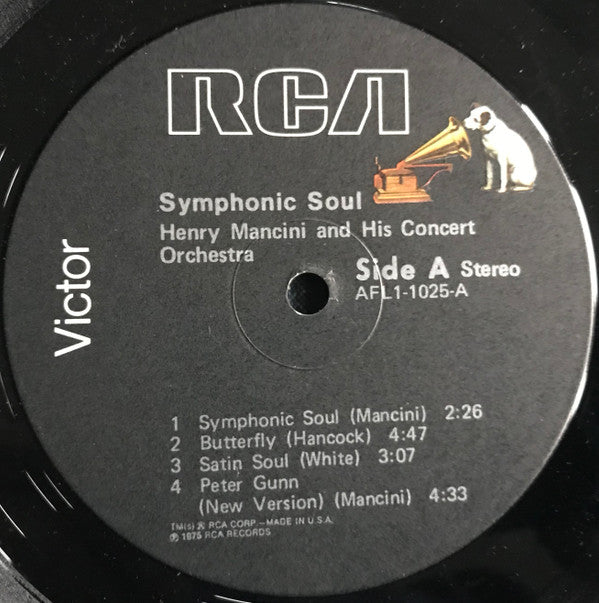 RCA
Symphonic Soul
Henry Mancini and His Concert
Orchestra
Side A Stereo
AFL1-1025-A
Victor
1 Symphonic Soul (Mancini) 2:26
2 Butterfly (Hancock) 4:47
3 Satin Soul (White) 3:07
4 Peter Gunn
(New Version) (Mancini) 4:33
TM(s) ® RCA CORP.—MADE IN U.S.A.
℗ 1975 RCA RECORDS